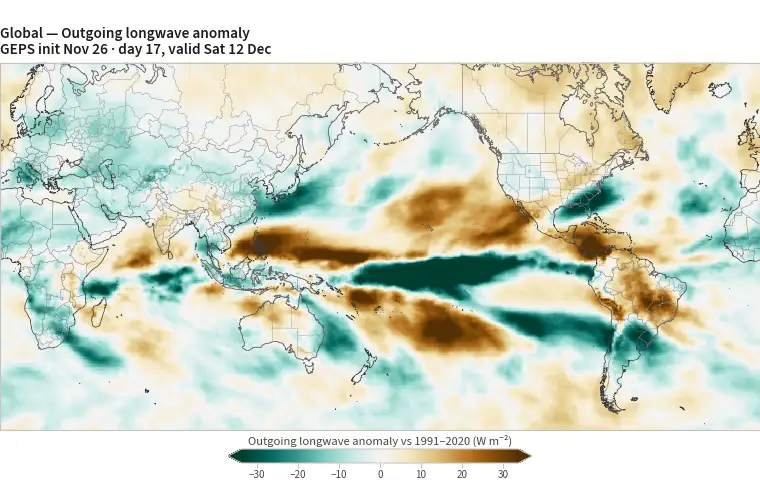 Global — Outgoing longwave anomaly
GEPS init Nov 26 · day 17, valid Sat 12 Dec
Outgoing longwave anomaly vs 1991–2020 (W m⁻²)
−30 −20 −10 0 10 20 30